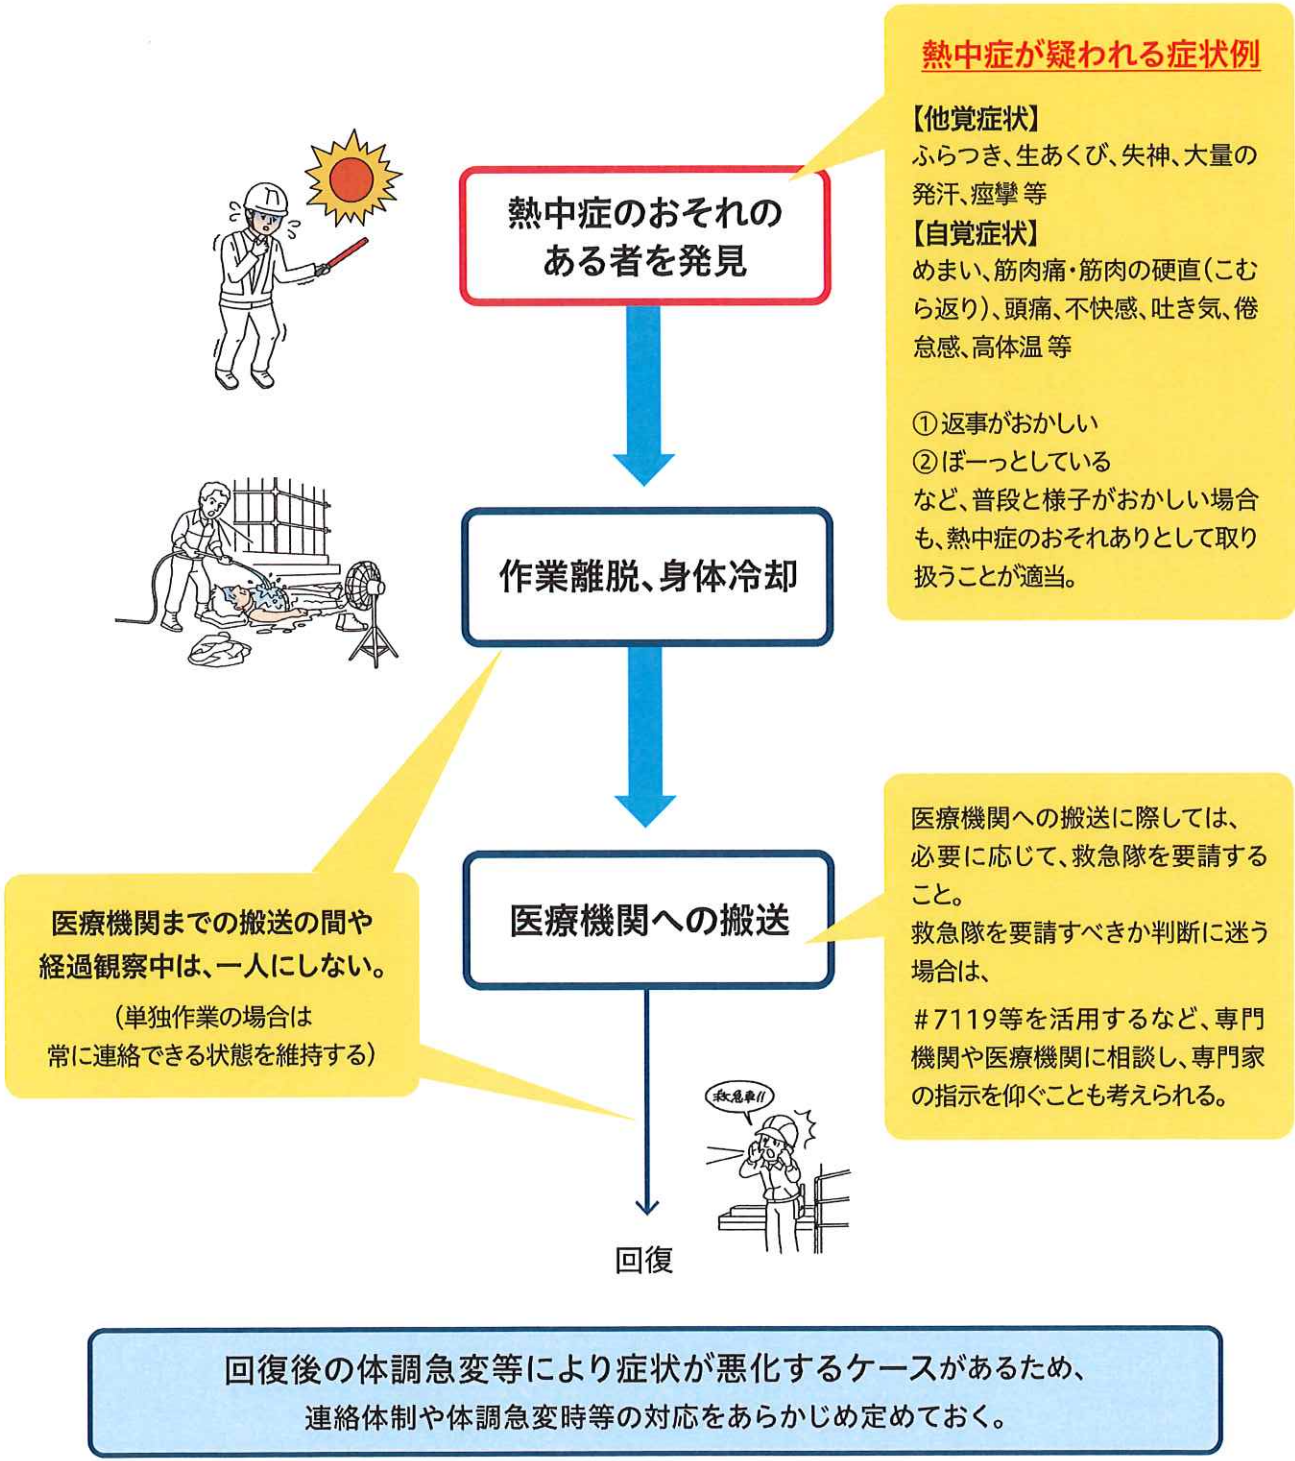 熱中症が疑われる症状例
【他覚症状】
ふらつき、生あくび、失神、大量の
発汗、痙攣 等
【自覚症状】
めまい、筋肉痛・筋肉の硬直(こむ
ら返り)、頭痛、不快感、吐き気、倦
怠感、高体温 等
①返事がおかしい
②ぼーっとしている
など、普段と様子がおかしい場合
も、熱中症のおそれありとして取り
扱うことが適当。
熱中症のおそれの
ある者を発見
作業離脱、身体冷却
医療機関までの搬送の間や
経過観察中は、一人にしない。
(単独作業の場合は
常に連絡できる状態を維持する)
医療機関への搬送
医療機関への搬送に際しては、
必要に応じて、救急隊を要請する
こと。
救急隊を要請すべきか判断に迷う
場合は、
#7119等を活用するなど、専門
機関や医療機関に相談し、専門家
の指示を仰ぐことも考えられる。
救急車!!
回復
回復後の体調急変等により症状が悪化するケースがあるため、
連絡体制や体調急変時等の対応をあらかじめ定めておく。